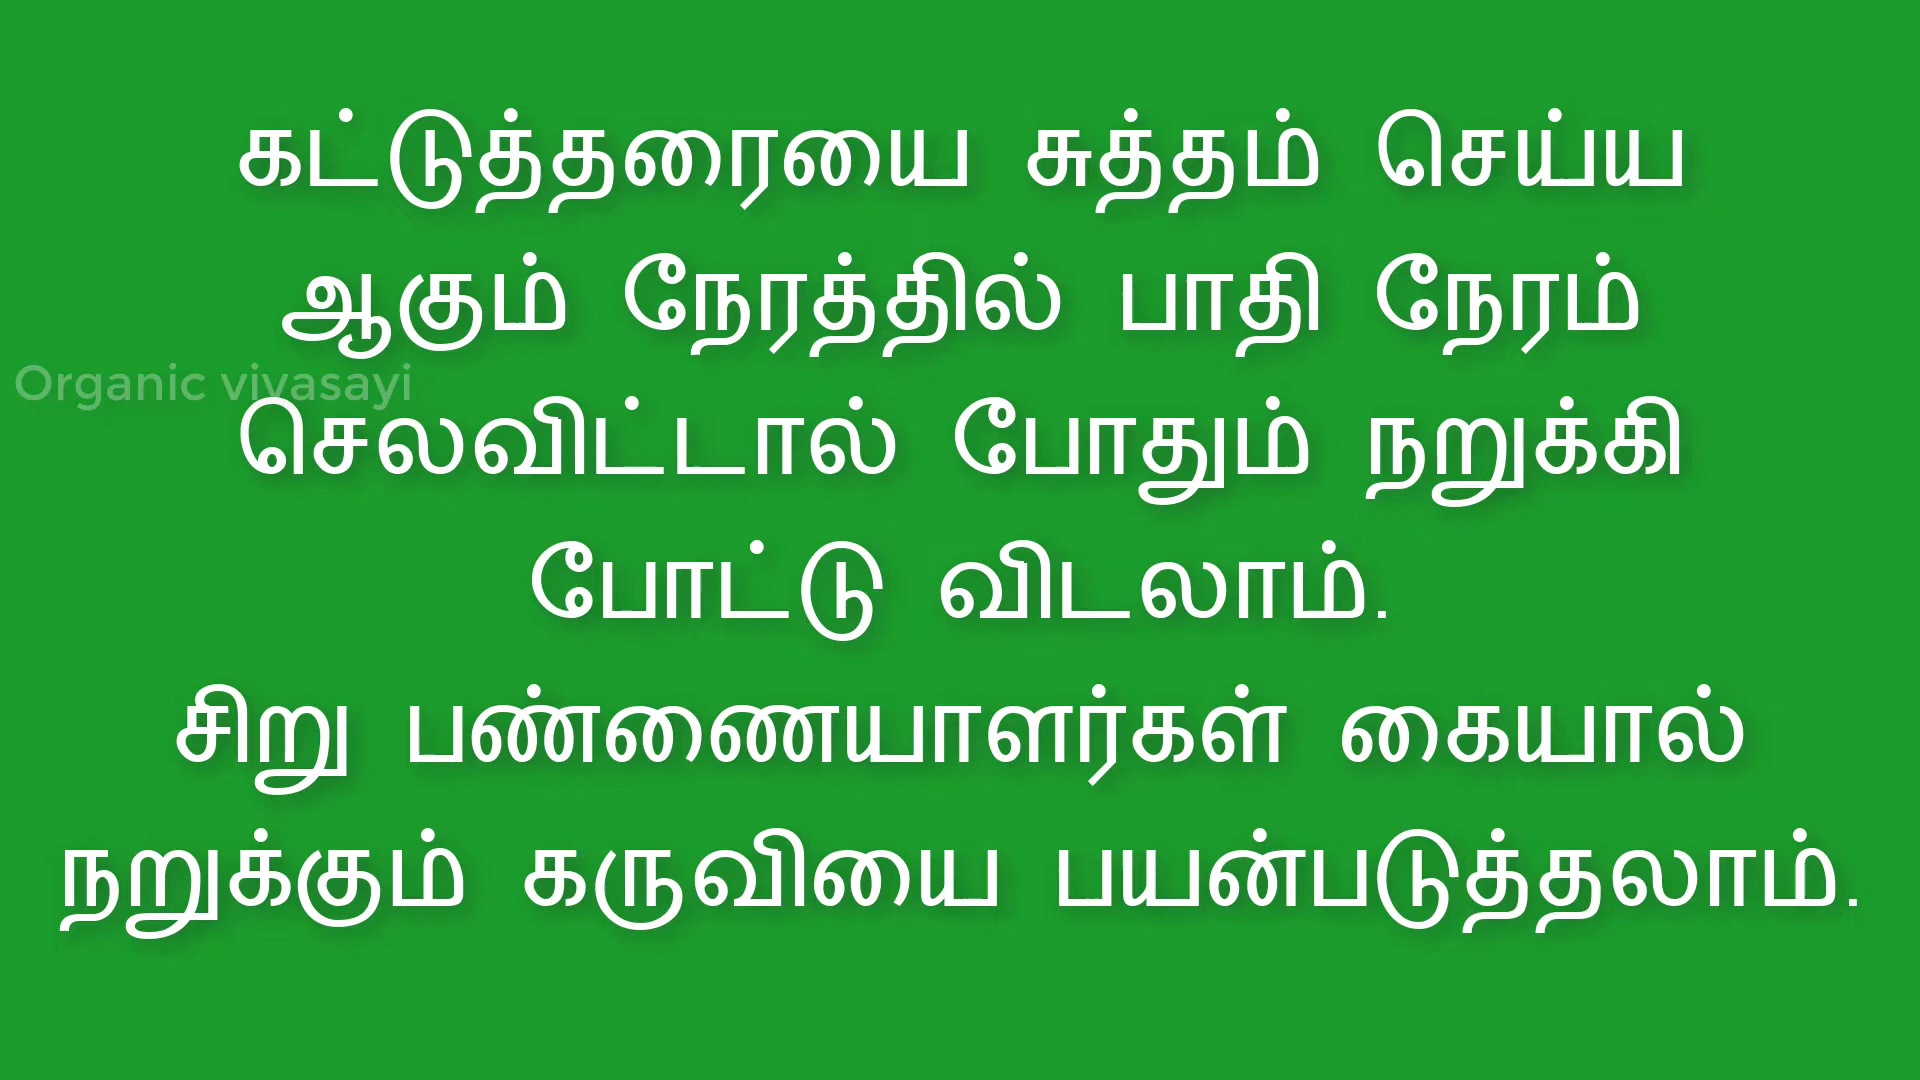 கட்டுத்தரையை சுத்தம் செய்ய
ஆகும் நேரத்தில் பாதி நேரம்
Organic vivasayi
செலவிட்டால் போதும் நறுக்கி
போட்டு விடலாம்.
சிறு பண்ணையாளர்கள் கையால்
நறுக்கும் கருவியை பயன்படுத்தலாம்.